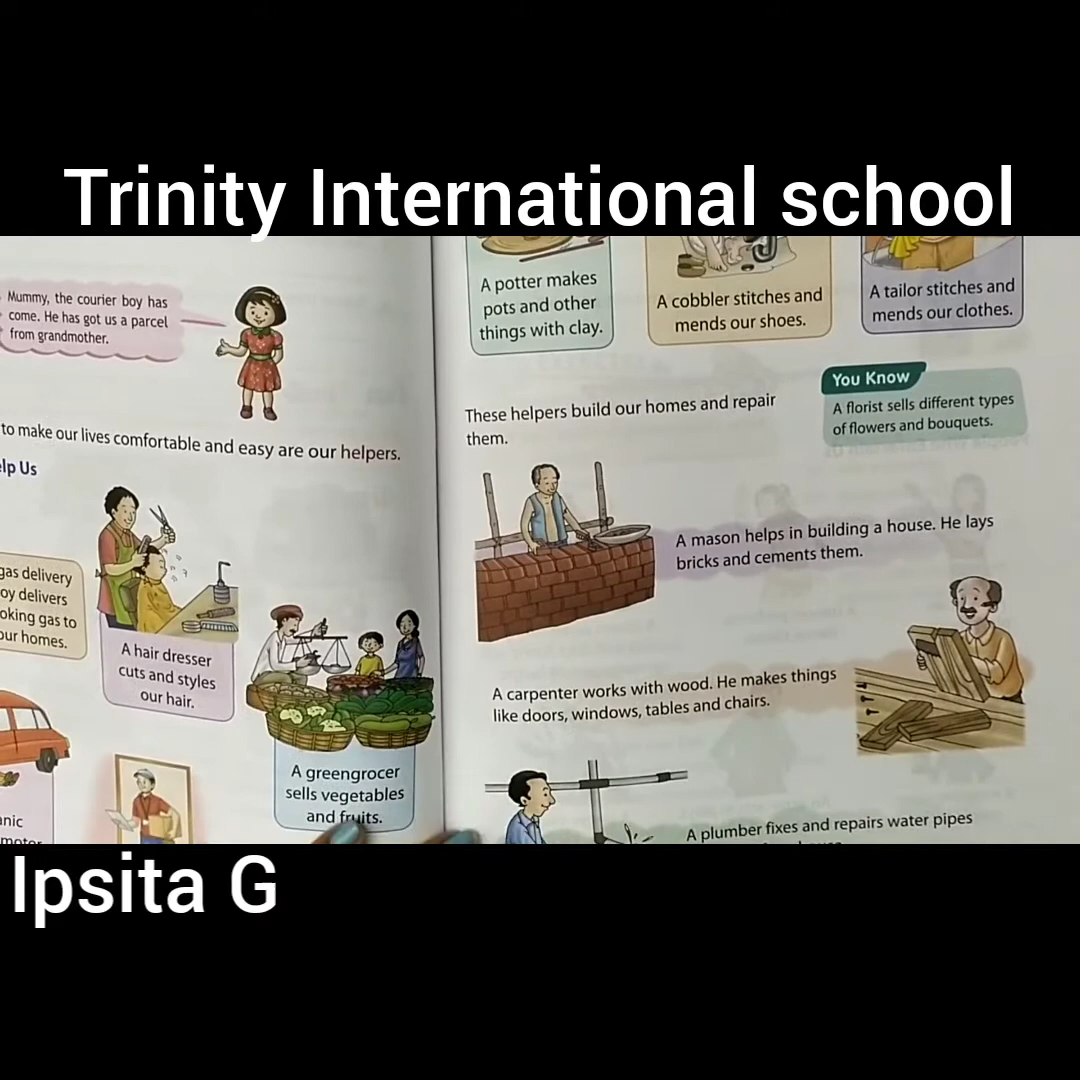 Trinity International school
Mummy, the courier boy has
come. He has got us a parcel
from grandmother.
to make our lives comfortable and easy are our helpers.
lp Us
gas delivery
oy delivers
oking gas to
our homes.
A hair dresser
cuts and styles
our hair.
A greengrocer
sells vegetables
and fruits.
anic
motor
A potter makes
pots and other
things with clay.
A cobbler stitches and
mends our shoes.
A tailor stitches and
mends our clothes.
You Know
A florist sells different types
of flowers and bouquets.
These helpers build our homes and repair
them.
A mason helps in building a house. He lays
bricks and cements them.
A carpenter works with wood. He makes things
like doors, windows, tables and chairs.
A plumber fixes and repairs water pipes
Ipsita G